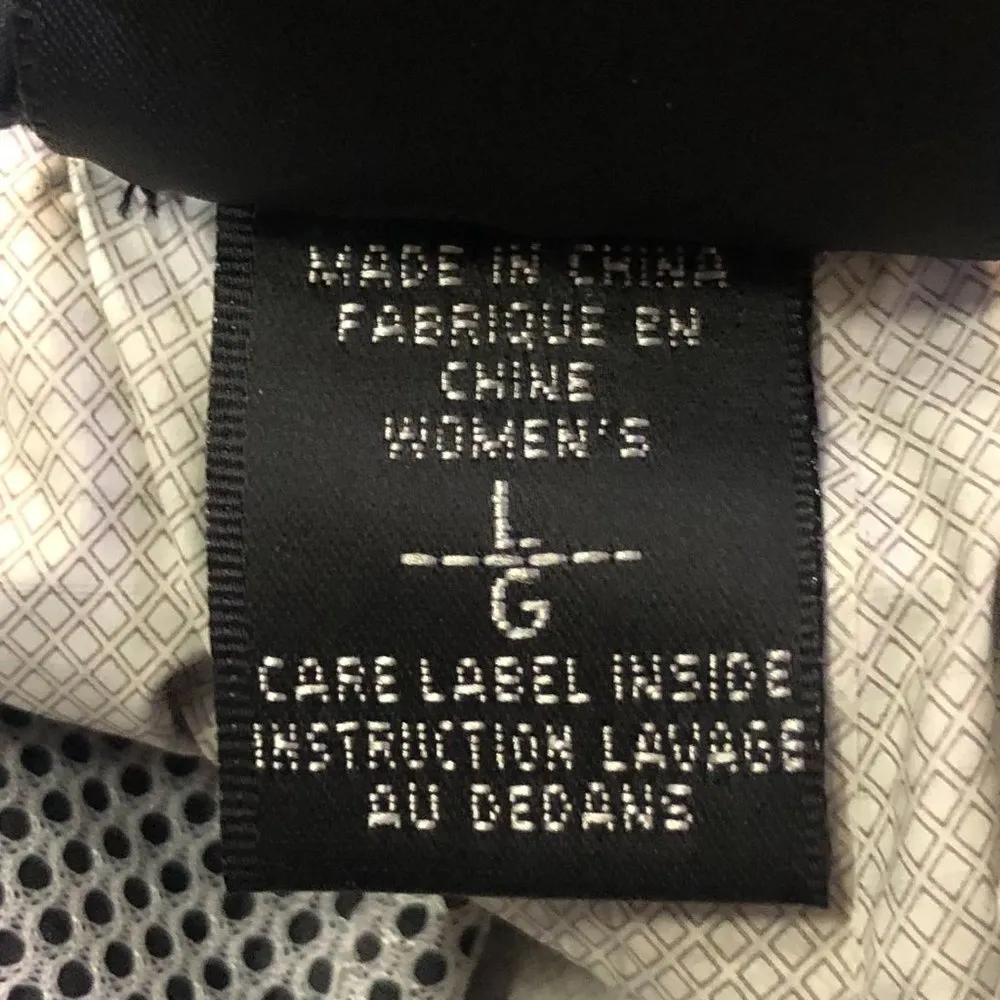 MADE IN CHINA
FABRIQUE EN
CHINE
WOMEN'S
L
G
CARE LABEL INSIDE
INSTRUCTION LAVAGE
AU DEDANS